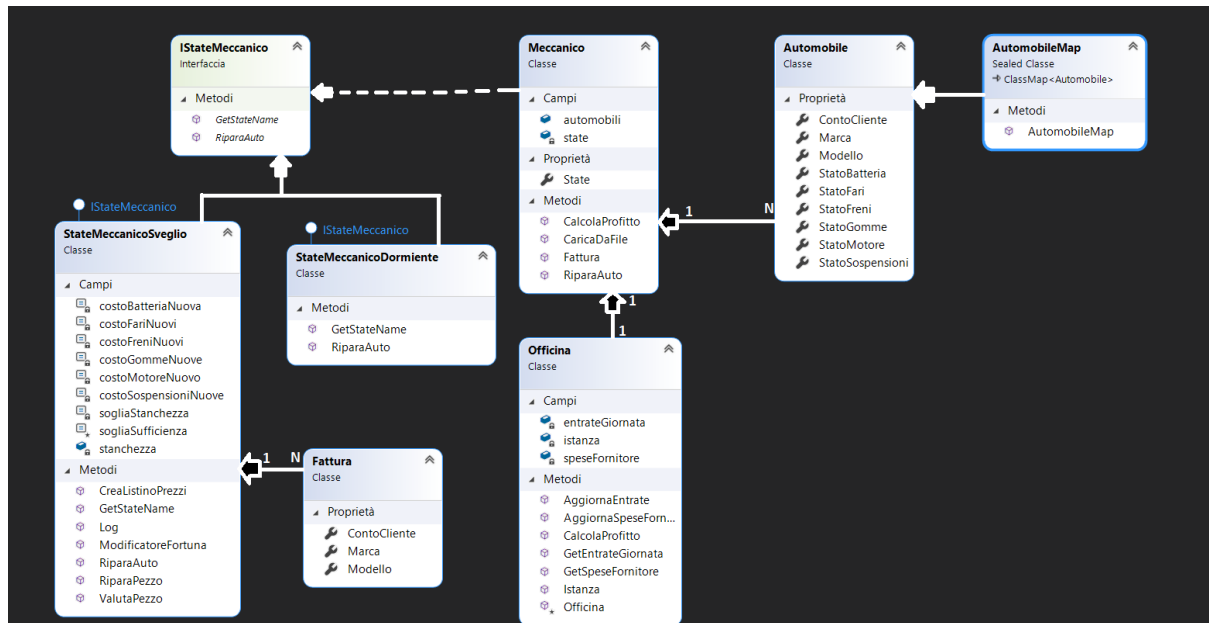 IStateMeccanico
Interfaccia
Metodi
GetStateName
RiparaAuto
Meccanico
Classe
Campi
automobili
state
Proprietà
State
Metodi
CalcolaProfitto
CaricaDaFile
Fattura
RiparaAuto
Automobile
Classe
Proprietà
ContoCliente
Marca
Modello
StatoBatteria
StatoFari
StatoFreni
StatoGomme
StatoMotore
StatoSospensioni
AutomobileMap
Sealed Classe
ClassMap<Automobile>
Metodi
AutomobileMap
1
N
IStateMeccanico
StateMeccanicoSveglio
Classe
Campi
costoBatteriaNuova
costoFariNuovi
costoFreniNuovi
costoGommeNuove
costoMotoreNuovo
costoSospensioniNuove
sogliaStanchezza
sogliaSufficienza
stanchezza
Metodi
CreaListinoPrezzi
GetStateName
Log
ModificatoreFortuna
RiparaAuto
RiparaPezzo
ValutaPezzo
IStateMeccanico
StateMeccanicoDormiente
Classe
Metodi
GetStateName
RiparaAuto
1
N
Fattura
Classe
Proprietà
ContoCliente
Marca
Modello
1
1
Officina
Classe
Campi
entrateGiornata
istanza
speseFornitore
Metodi
AggiornaEntrate
AggiornaSpeseForn...
CalcolaProfitto
GetEntrateGiornata
GetSpeseFornitore
Istanza
Officina